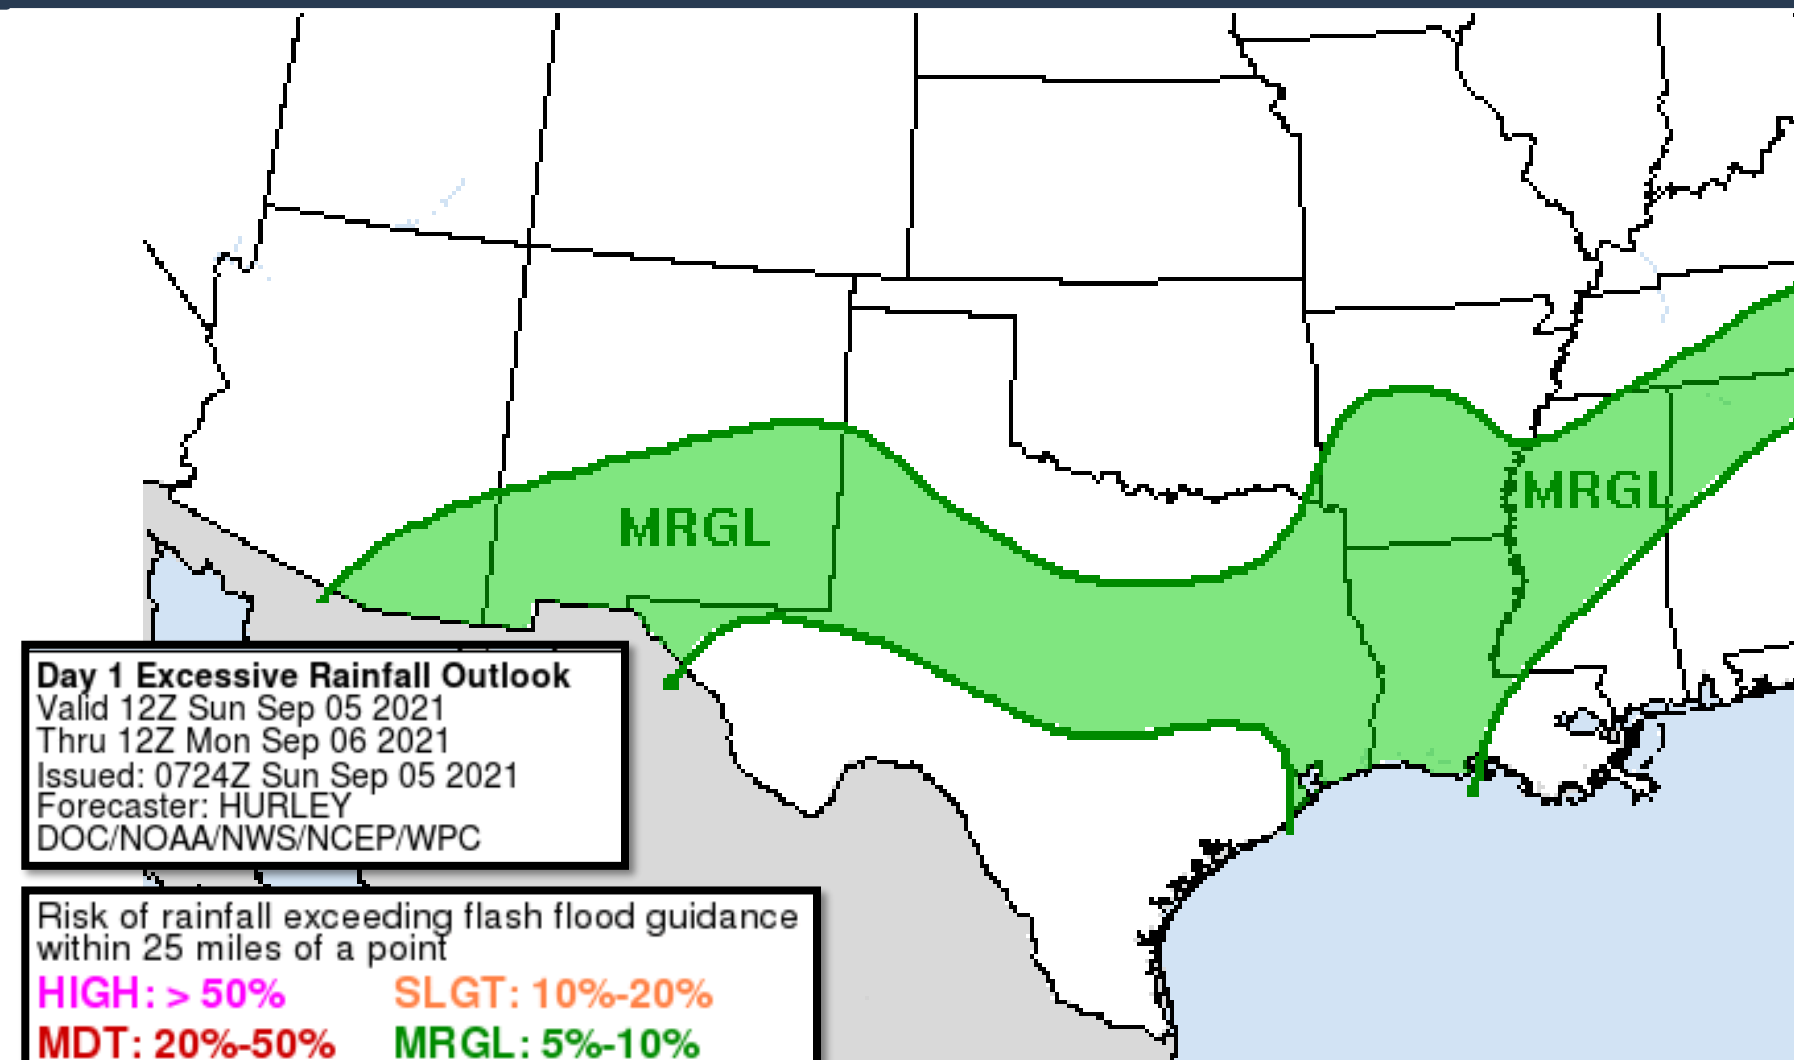 MRGL
MRGL
Day 1 Excessive Rainfall Outlook
Valid 12Z Sun Sep 05 2021
Thru 12Z Mon Sep 06 2021
Issued: 0724Z Sun Sep 05 2021
Forecaster: HURLEY
DOC/NOAA/NWS/NCEP/WPC
Risk of rainfall exceeding flash flood guidance
within 25 miles of a point
HIGH: > 50% SLGT: 10%-20%
MDT: 20%-50% MRGL: 5%-10%